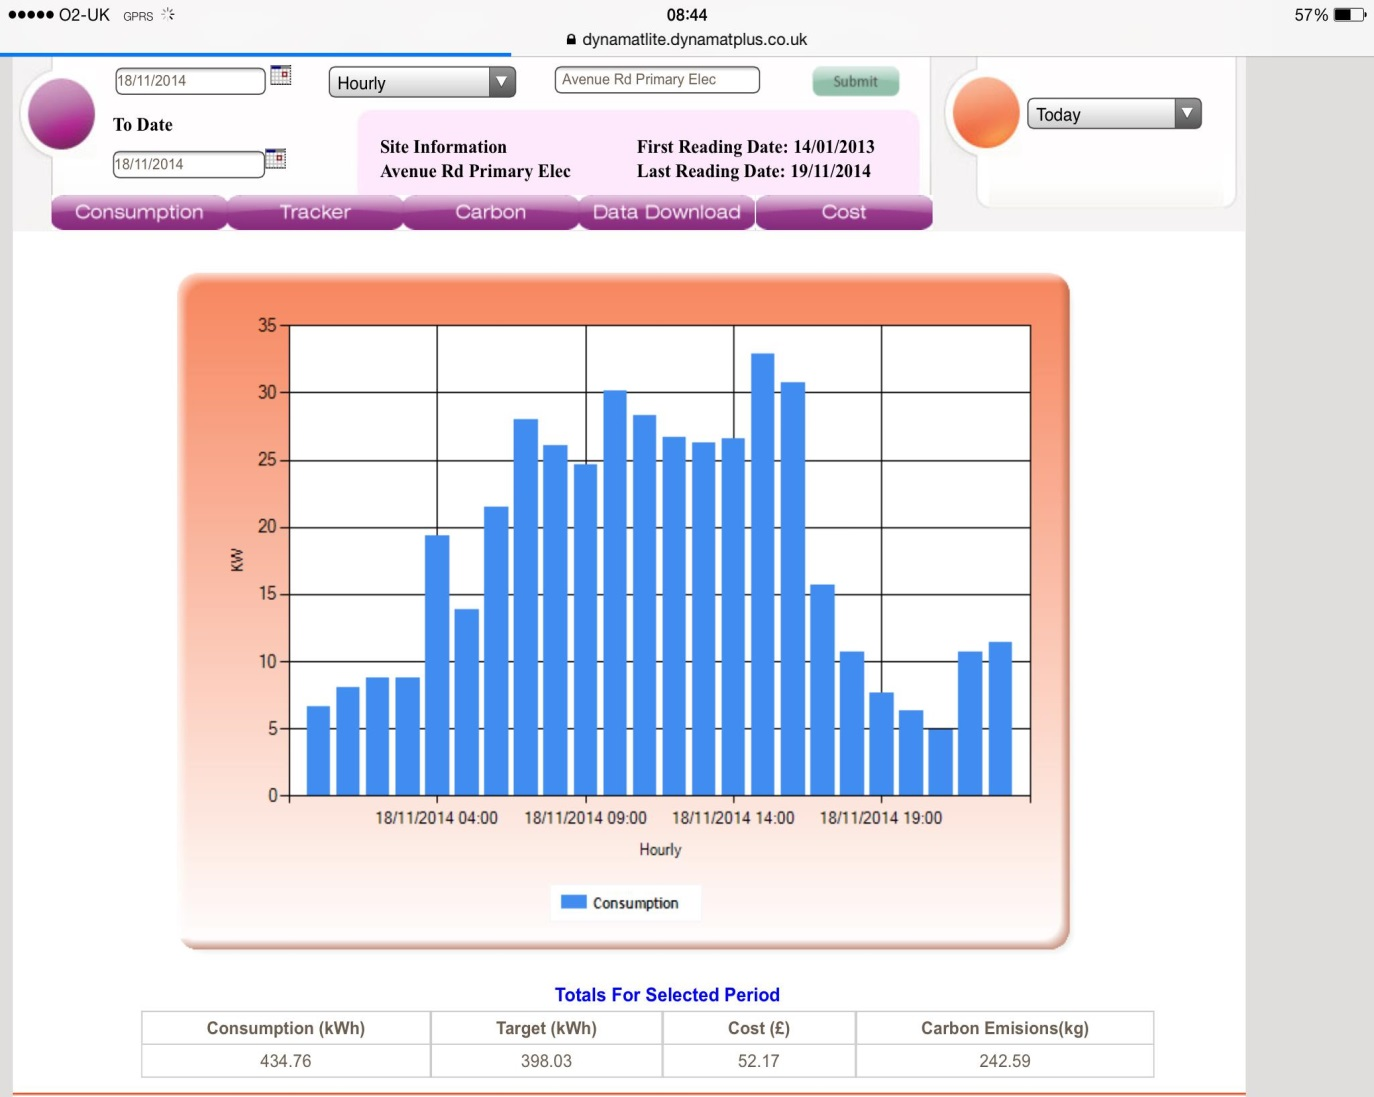 O2-UK GPRS 08:44 57%
dynamatlite.dynamatplus.co.uk
18/11/2014 Hourly Avenue Rd Primary Elec Submit
Today
To Date
18/11/2014
Site Information First Reading Date: 14/01/2013
Avenue Rd Primary Elec Last Reading Date: 19/11/2014
Consumption Tracker Carbon Data Download Cost
35
30
25
20
KW
15
10
5
0
18/11/2014 04:00 18/11/2014 09:00 18/11/2014 14:00 18/11/2014 19:00
Hourly
Consumption
Totals For Selected Period
Consumption (kWh) Target (kWh) Cost (£) Carbon Emisions(kg)
434.76 398.03 52.17 242.59